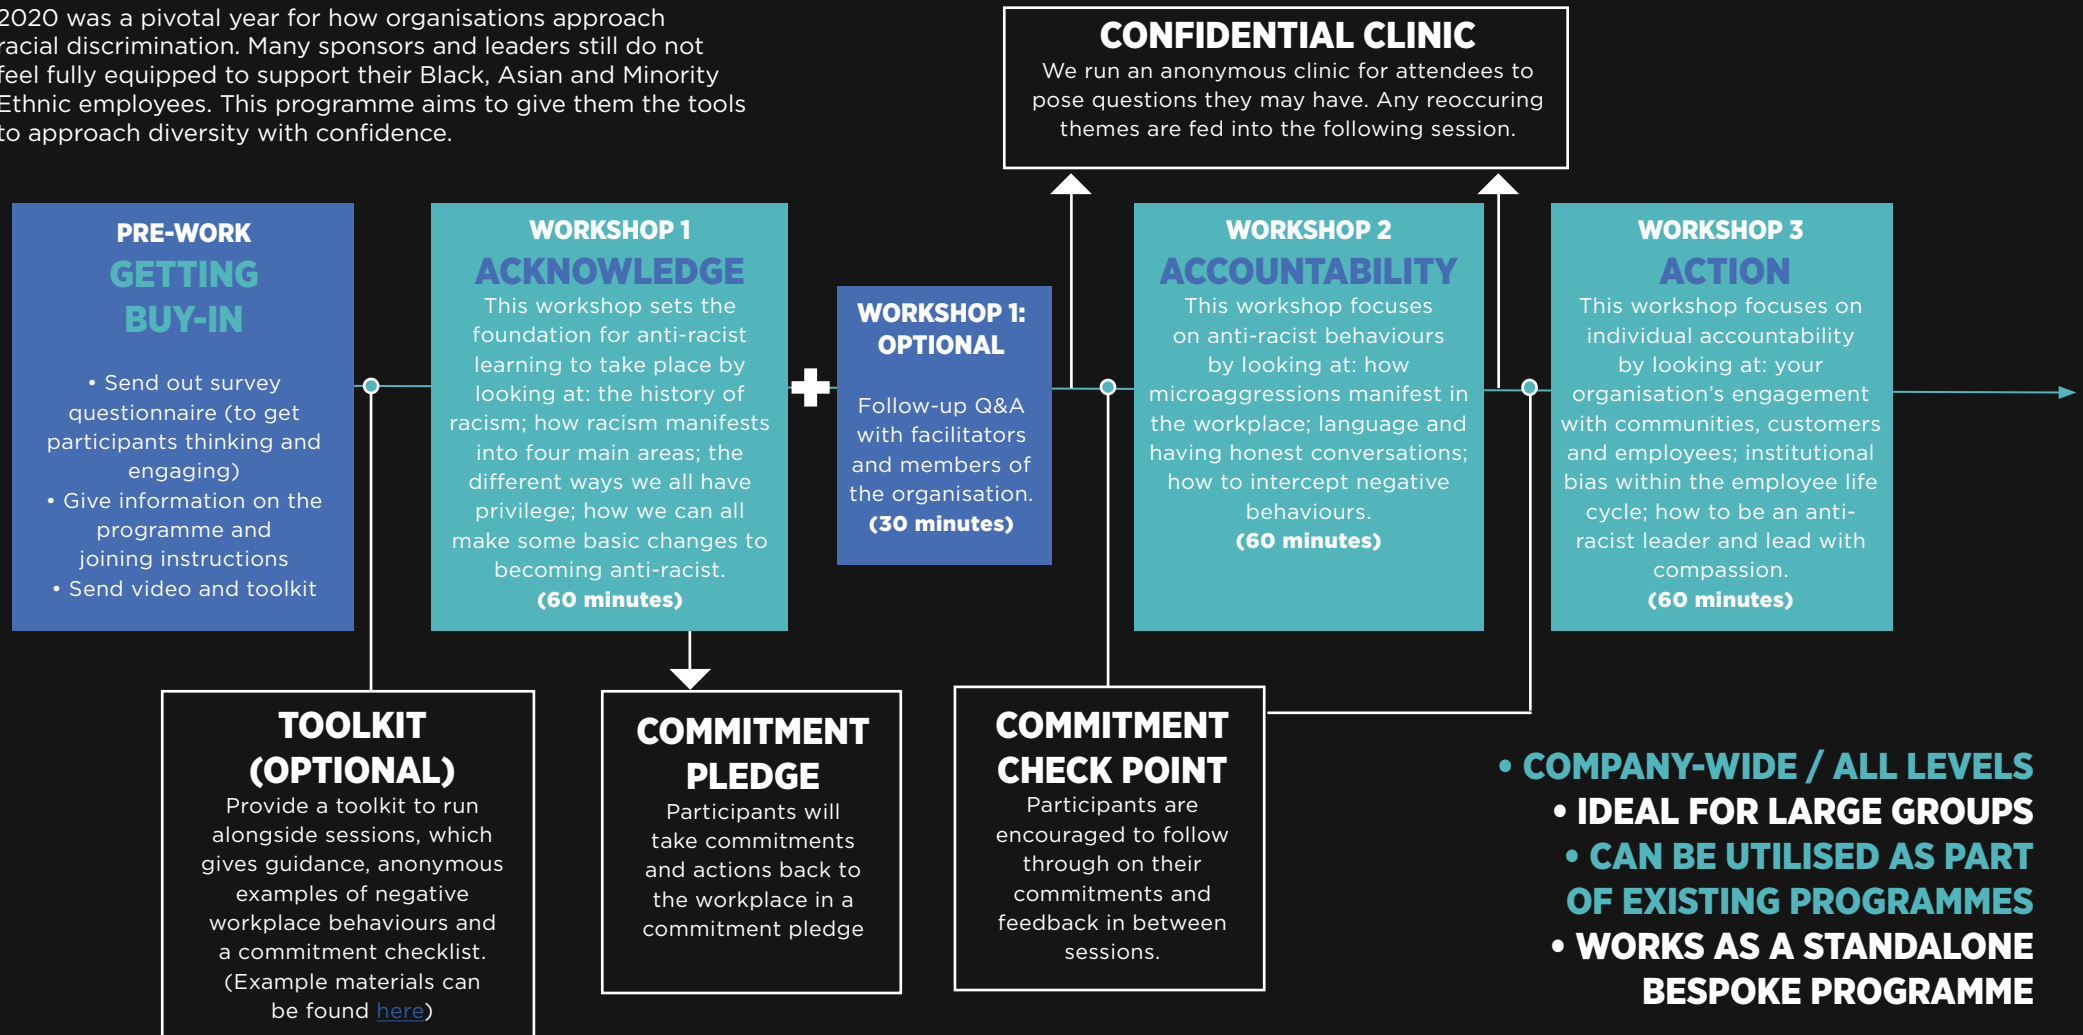 2020 was a pivotal year for how organisations approach
racial discrimination. Many sponsors and leaders still do not
feel fully equipped to support their Black, Asian and Minority
Ethnic employees. This programme aims to give them the tools
to approach diversity with confidence.
CONFIDENTIAL CLINIC
We run an anonymous clinic for attendees to
pose questions they may have. Any reoccuring
themes are fed into the following session.
PRE-WORK
GETTING
BUY-IN
• Send out survey
questionnaire (to get
participants thinking and
engaging)
• Give information on the
programme and
joining instructions
• Send video and toolkit
WORKSHOP 1
ACKNOWLEDGE
This workshop sets the
foundation for anti-racist
learning to take place by
looking at: the history of
racism; how racism manifests
into four main areas; the
different ways we all have
privilege; how we can all
make some basic changes to
becoming anti-racist.
(60 minutes)
WORKSHOP 1:
OPTIONAL
Follow-up Q&A
with facilitators
and members of
the organisation.
(30 minutes)
WORKSHOP 2
ACCOUNTABILITY
This workshop focuses
on anti-racist behaviours
by looking at: how
microaggressions manifest in
the workplace; language and
having honest conversations;
how to intercept negative
behaviours.
(60 minutes)
WORKSHOP 3
ACTION
This workshop focuses on
individual accountability
by looking at: your
organisation's engagement
with communities, customers
and employees; institutional
bias within the employee life
cycle; how to be an anti-
racist leader and lead with
compassion.
(60 minutes)
TOOLKIT
(OPTIONAL)
Provide a toolkit to run
alongside sessions, which
gives guidance, anonymous
examples of negative
workplace behaviours and
a commitment checklist.
(Example materials can
be found here)
COMMITMENT
PLEDGE
Participants will
take commitments
and actions back to
the workplace in a
commitment pledge
COMMITMENT
CHECK POINT
Participants are
encouraged to follow
through on their
commitments and
feedback in between
sessions.
• COMPANY-WIDE / ALL LEVELS
• IDEAL FOR LARGE GROUPS
• CAN BE UTILISED AS PART
OF EXISTING PROGRAMMES
• WORKS AS A STANDALONE
BESPOKE PROGRAMME